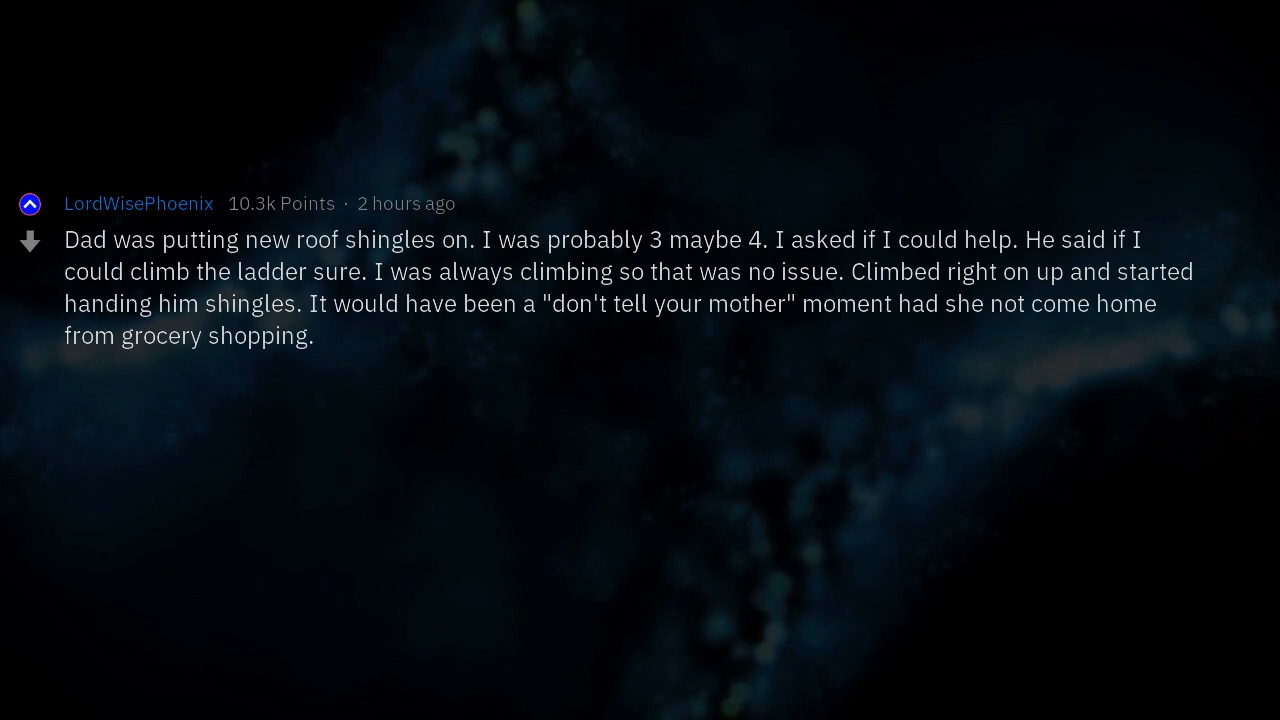 LordWisePhoenix 10.3k Points · 2 hours ago
Dad was putting new roof shingles on. I was probably 3 maybe 4. I asked if I could help. He said if I
could climb the ladder sure. I was always climbing so that was no issue. Climbed right on up and started
handing him shingles. It would have been a "don't tell your mother" moment had she not come home
from grocery shopping.